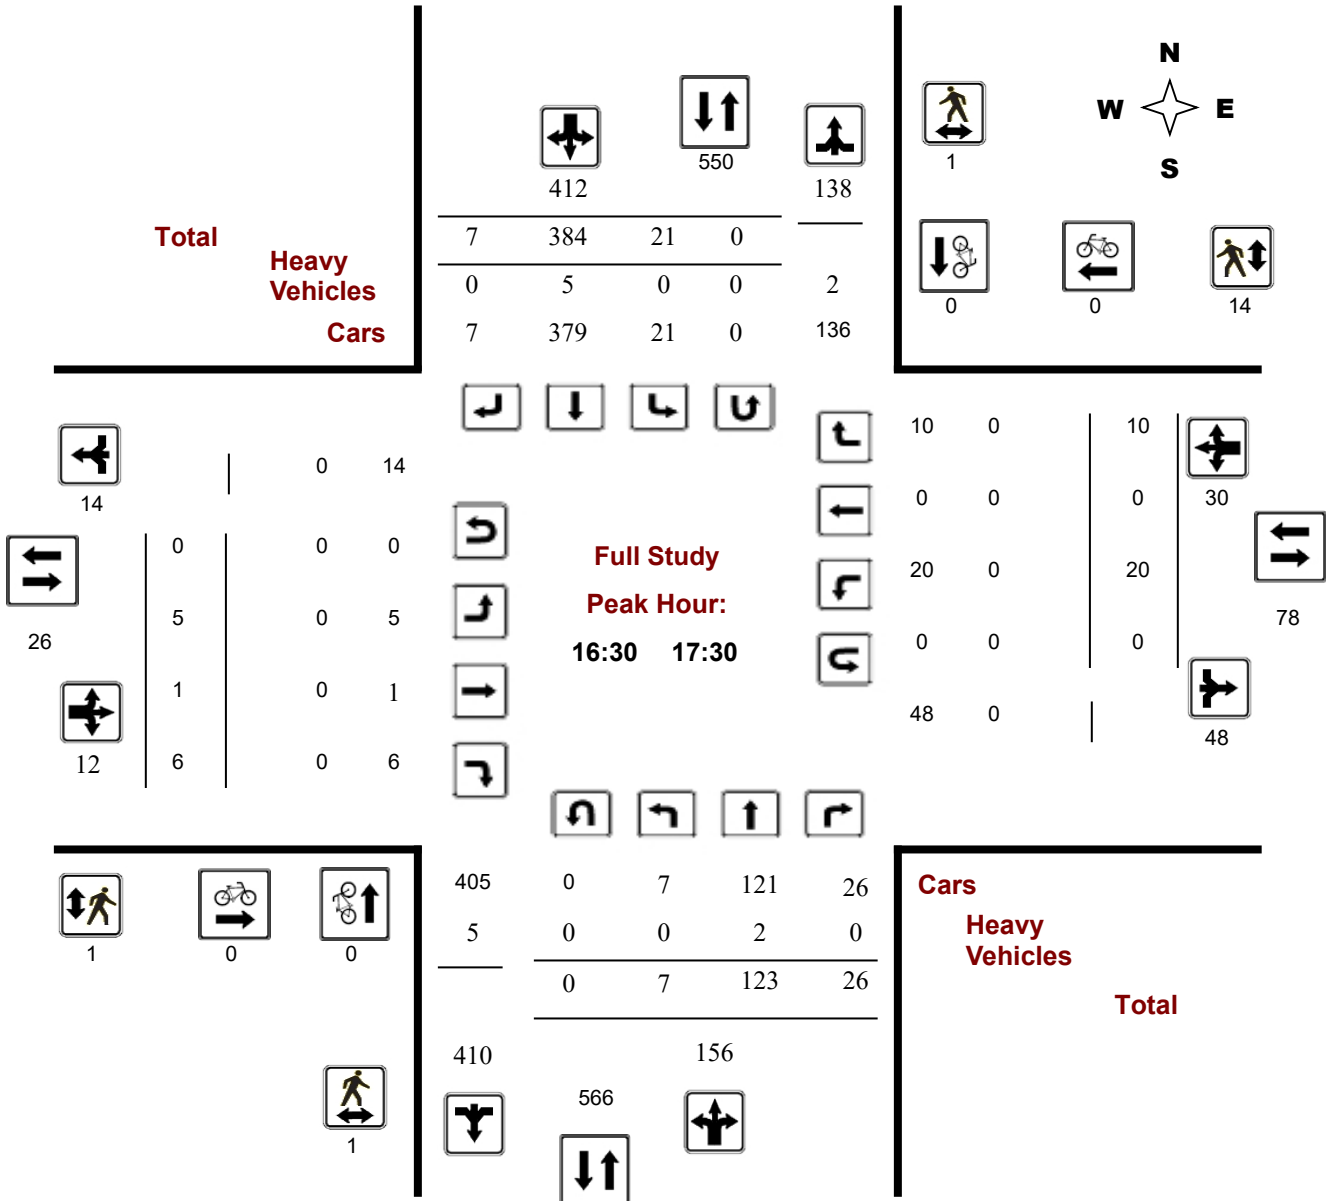 N
W E
S
550
412 138
1
Total 7 384 21 0
Heavy
Vehicles 0 5 0 0 2
Cars 7 379 21 0 136
0 0 14
10 0 10
0 14
14
0 0 0 30
0 0 0
Full Study
20 0 20
5 0 5
Peak Hour:
78
26
16:30 17:30
0 0 0
1 0 1
48 0
48
12 6 0 6
405 0 7 121 26 Cars
5 0 0 2 0 Heavy
Vehicles
1 0 0
0 7 123 26
Total
410 156
566
1